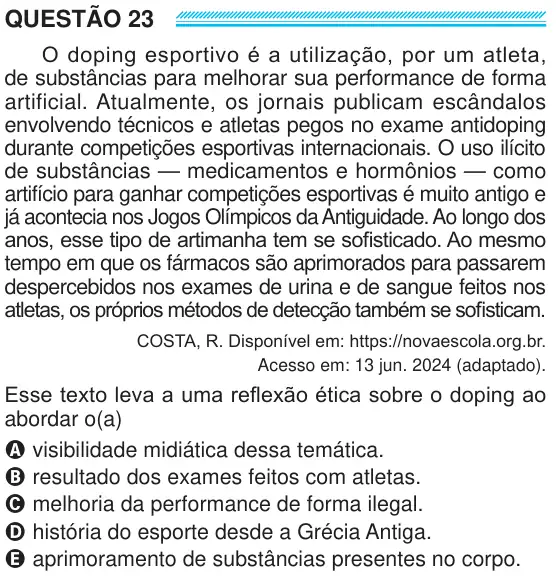 QUESTÃO 23
O doping esportivo é a utilização, por um atleta,
de substâncias para melhorar sua performance de forma
artificial. Atualmente, os jornais publicam escândalos
envolvendo técnicos e atletas pegos no exame antidoping
durante competições esportivas internacionais. O uso ilícito
de substâncias — medicamentos e hormônios — como
artifício para ganhar competições esportivas é muito antigo e
já acontecia nos Jogos Olímpicos da Antiguidade. Ao longo dos
anos, esse tipo de artimanha tem se sofisticado. Ao mesmo
tempo em que os fármacos são aprimorados para passarem
despercebidos nos exames de urina e de sangue feitos nos
atletas, os próprios métodos de detecção também se sofisticam.
COSTA, R. Disponível em: https://novaescola.org.br.
Acesso em: 13 jun. 2024 (adaptado).
Esse texto leva a uma reflexão ética sobre o doping ao
abordar o(a)
A visibilidade midiática dessa temática.
B resultado dos exames feitos com atletas.
C melhoria da performance de forma ilegal.
D história do esporte desde a Grécia Antiga.
E aprimoramento de substâncias presentes no corpo.